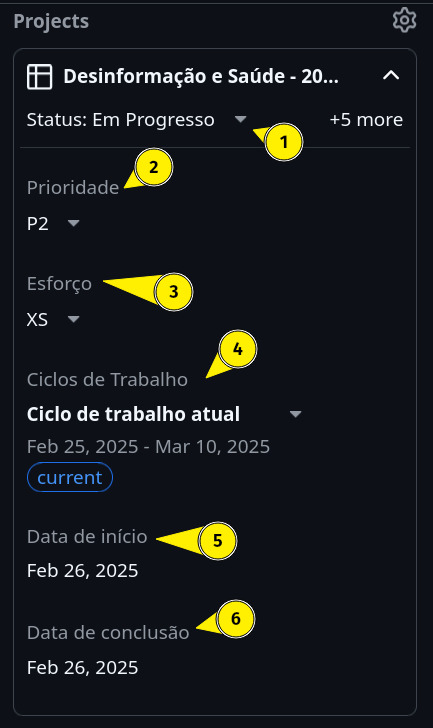 Projects
Desinformação e Saúde - 20...
Status: Em Progresso
+5 more
1
2
Prioridade
P2
Esforço
3
XS
4
Ciclos de Trabalho
Ciclo de trabalho atual
Feb 25, 2025 - Mar 10, 2025
current
Data de início
5
Feb 26, 2025
6
Data de conclusão
Feb 26, 2025